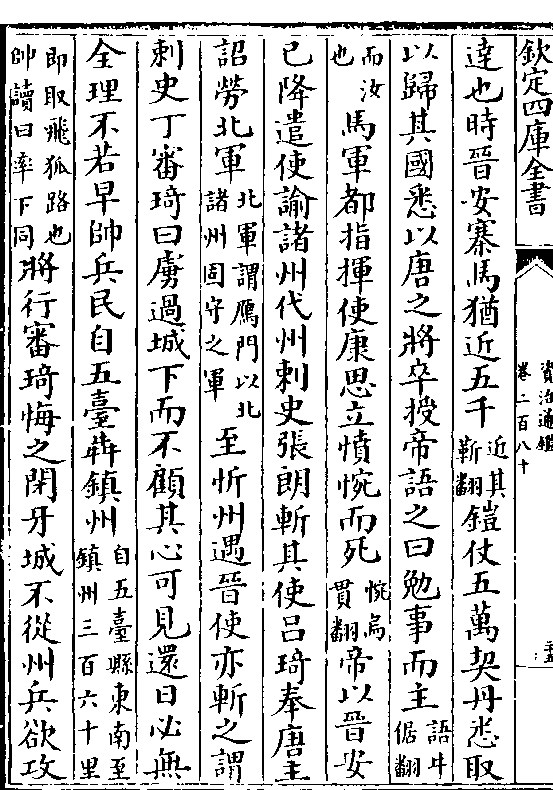 欽定四庫全書
資治通鑑
卷二百八十
達也時晉安寨馬猶近五千近其靳翻鎧仗五萬契丹悉取
以歸其國悉以唐之將卒授帝語之曰勉事而主語牛倨翻
而汝也馬軍都指揮使康思立憤惋而死惋烏貫翻帝以晉安
已降遣使諭諸州代州刺史張朗斬其使呂琦奉唐主
詔勞北軍北軍謂鴈門以北諸州固守之軍至忻州遇晉使亦斬之謂
刺史丁審琦曰虜過城下而不顧其心可見還日必無
全理不若早帥兵民自五臺犇鎮州自五臺縣東南至鎮州三百六十里
即取飛狐路也帥讀曰率下同將行審琦悔之閉牙城不從州兵欲攻